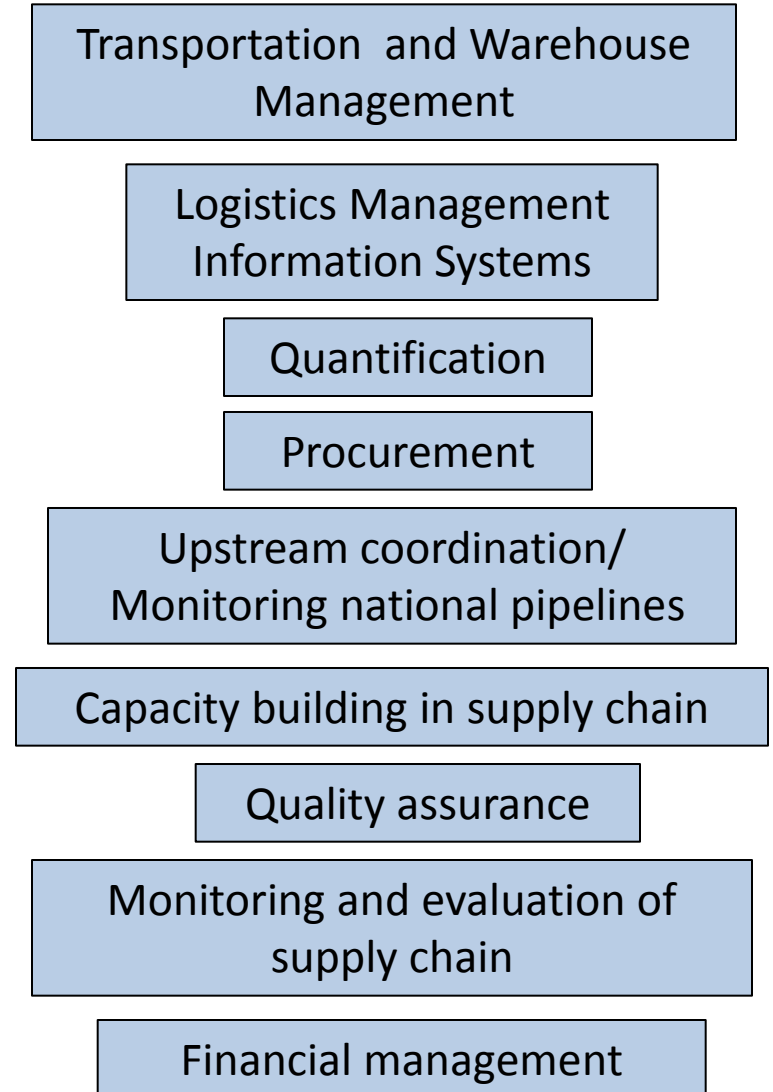 Transportation  and Warehouse
Management
Logistics Management
Information Systems
Quantification
Procurement
Upstream coordination/
Monitoring national pipelines
Capacity building in supply chain
Quality assurance
Monitoring and evaluation of
supply chain
Financial management